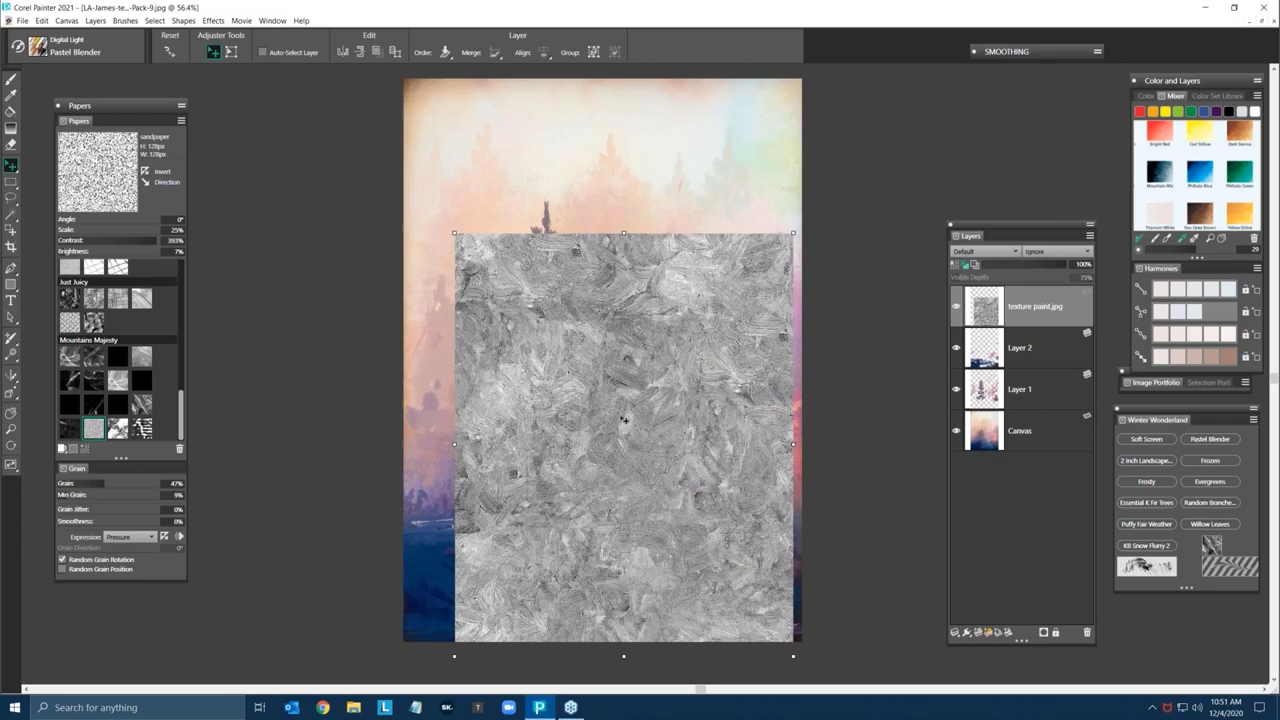 Corel Painter 2021 - [LA-James-te...-Pack-9.jpg @ 56.4%]
File Edit Canvas Layers Brushes Select Shapes Effects Movie Window Help
Digital Light
Pastel Blender
Reset
Adjuster Tools
Auto-Select Layer
Edit
Layer
Order:
Merge:
Align:
Group:
SMOOTHING
Papers
Papers
sandpaper
H: 128px
W: 128px
Invert
Direction
Angle: 0°
Scale: 25%
Contrast: 393%
Brightness: 7%
Just Juicy
Mountains Majesty
Grain
Grain: 47%
Min Grain: 9%
Grain Jitter: 0%
Smoothness: 0%
Expression: Pressure
Grain Direction: 0°
Random Grain Rotation
Random Grain Position
Layers
Default Ignore
100%
Visible Depth: 75%
texture paint.jpg
Layer 2
Layer 1
Canvas
Color and Layers
Color Mixer Color Set Librari
Bright Red
Cad Yellow
Dark Sienna
Mountain Mix
Phthalo Blue
Phthalo Green
Titanium White
Van Dyke Brown
Yellow Ochre
29
Harmonies
Image Portfolio Selection Port
Winter Wonderland
Soft Screen Pastel Blender
2 Inch Landscape... Frozen
Frosty Evergreens
Essential K Fir Trees Random Branche...
Puffy Fair Weather Willow Leaves
KB Snow Flurry 2
Search for anything
L
SK.
T
P
10:51 AM
12/4/2020